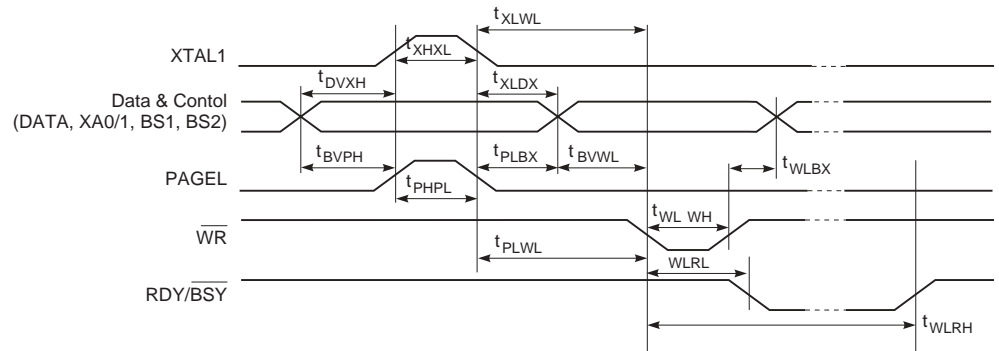 tXLWL
XTAL1
tXHXL
tDVXH
tXLDX
Data & Contol
(DATA, XA0/1, BS1, BS2)
tBVPH
tPLBX
tBVWL
tWLBX
PAGEL
tPHPL
tWL WH
WR
tPLWL
WLRL
RDY/BSY
tWLRH